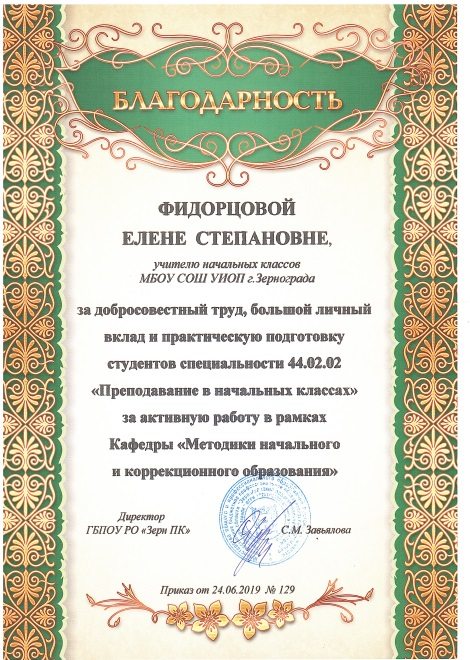 БЛАГОДАРНОСТЬ
ФИДОРЦОВОЙ
ЕЛЕНЕ СТЕПАНОВНЕ,
учителю начальных классов
МБОУ СОШ УИОП г.Зернограда
за добросовестный труд, большой личный
вклад и практическую подготовку
студентов специальности 44.02.02
«Преподавание в начальных классах»
за активную работу в рамках
Кафедры «Методики начального
и коррекционного образования»
Директор
ГБПОУ РО «Зерн ПК» С.М. Завьялова
Приказ от 24.06.2019 № 129